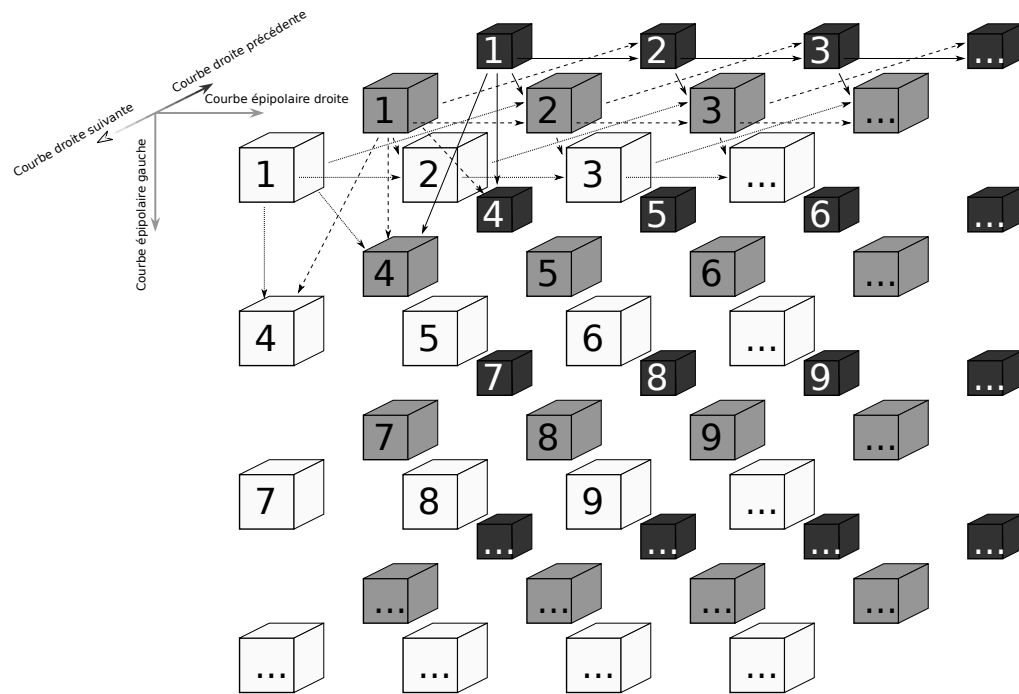 Courbe droite précédente
Courbe épipolaire droite
Courbe droite suivante
Courbe épipolaire gauche
1 2 3 ...
1 2 3 ...
1 2 3 ...
4 5 6 ...
4 5 6 ...
4 5 6 ...
7 8 9 ...
7 8 9 ...
7 8 9 ...
... ... ... ...
... ... ... ...
... ... ... ...